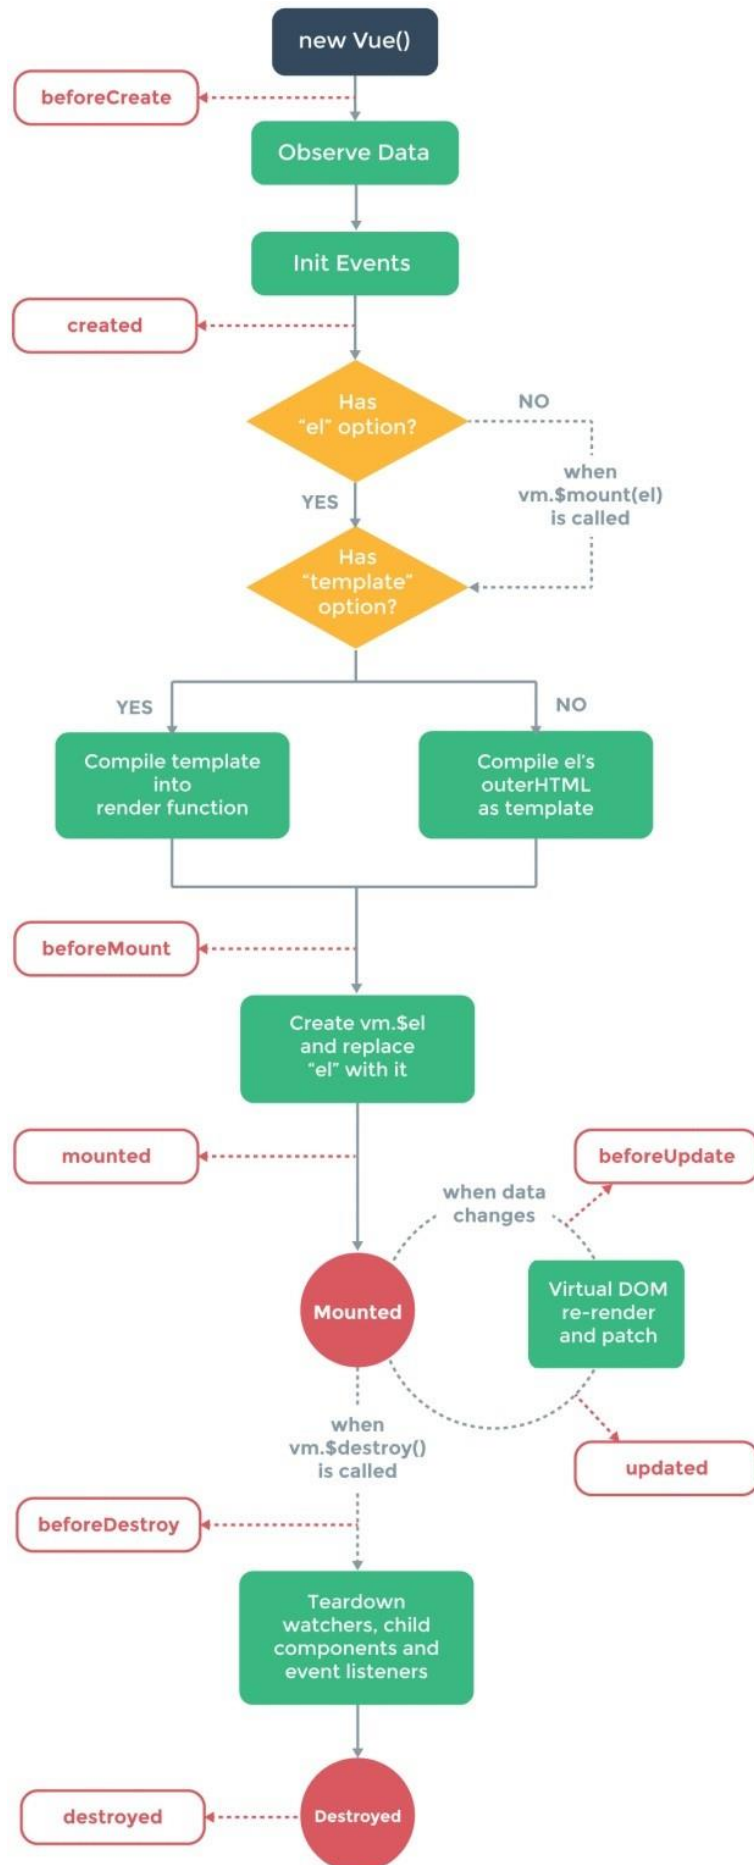 new Vue()
beforeCreate
Observe Data
Init Events
created
Has
“el” option?
NO
when
vm.$mount(el)
is called
YES
Has
“template“
option?
YES
NO
Compile template
into
render function
Compile el’s
outerHTML
as template
beforeMount
Create vm.$el
and replace
“el” with it
mounted
beforeUpdate
when data
changes
Mounted
Virtual DOM
re-render
and patch
when
vm.$destroy()
is called
updated
beforeDestroy
Teardown
watchers, child
components and
event listeners
destroyed
Destroyed